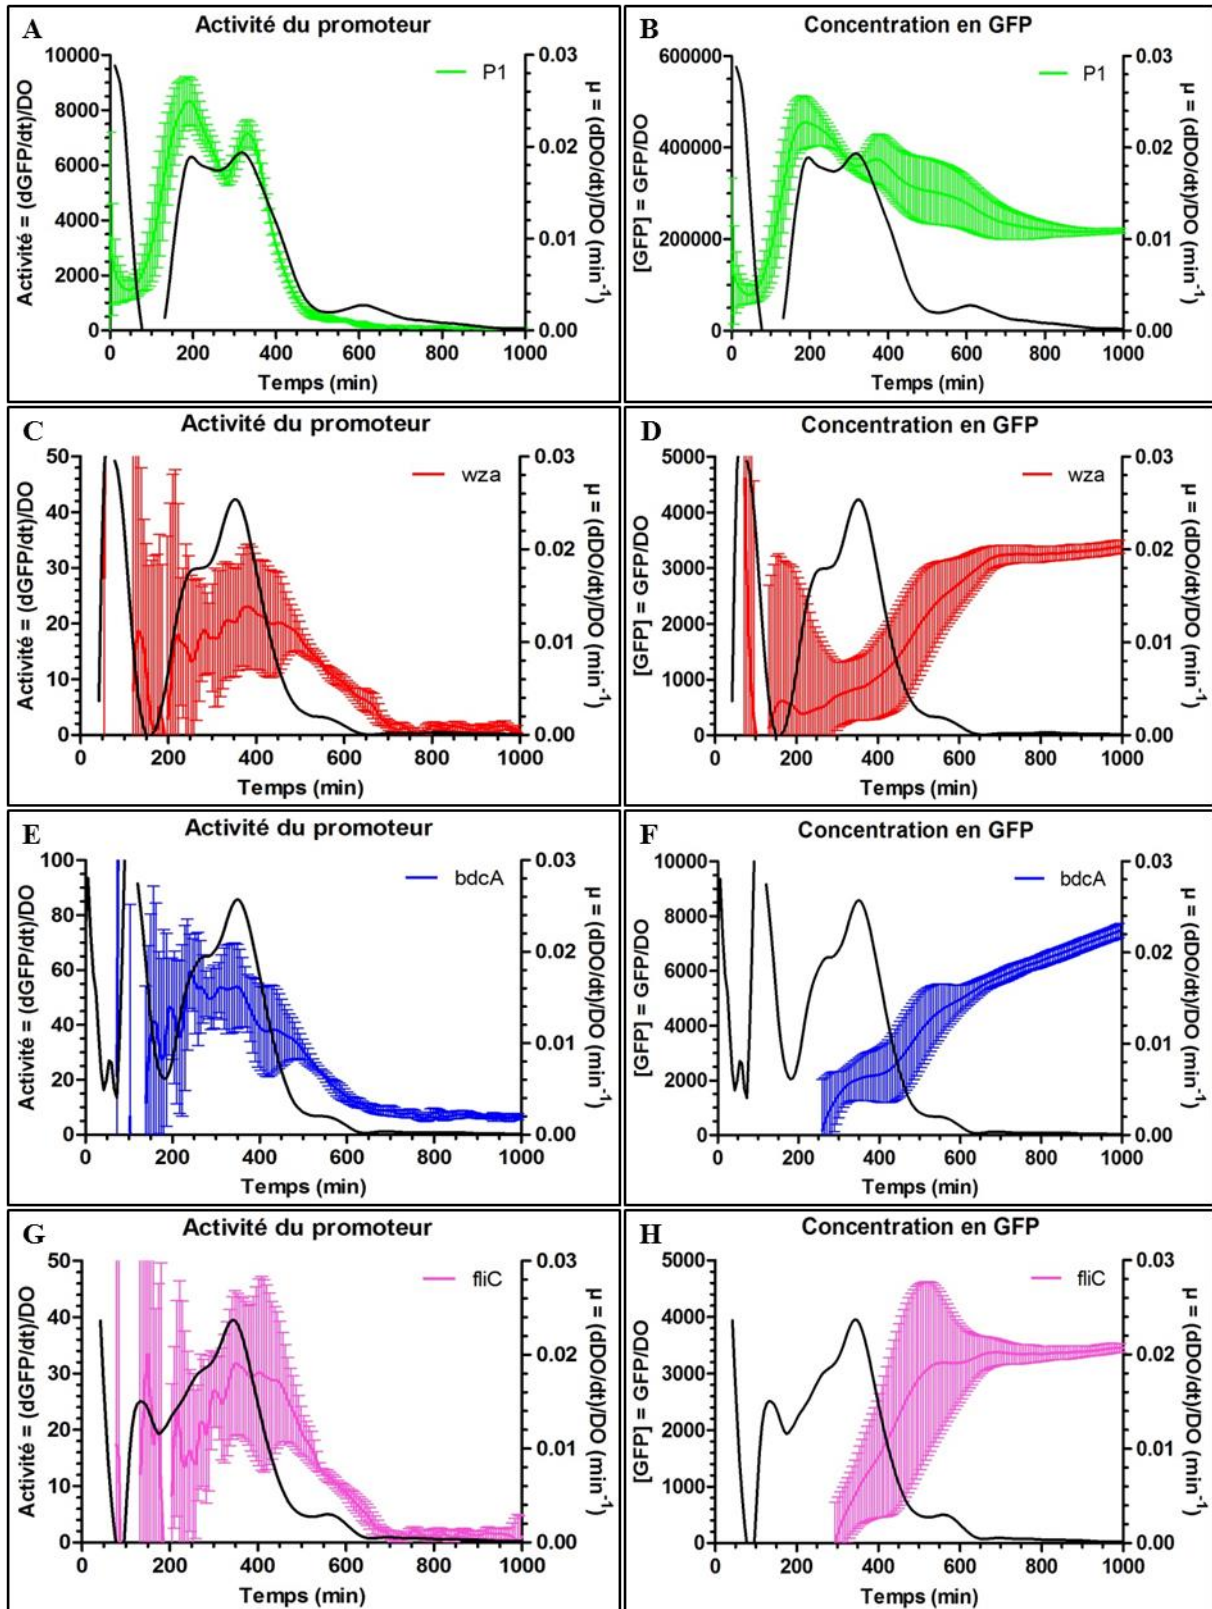 A
Activité du promoteur
P1
Activité = (dGFP/dt)/DO
10000
8000
6000
4000
2000
0
0.03
0.02
0.01
0.00
µ = (dDO/dt)/DO (min⁻¹)
0 200 400 600 800 1000
Temps (min)
B
Concentration en GFP
P1
[GFP] = GFP/DO
600000
400000
200000
0
0.03
0.02
0.01
0.00
µ = (dDO/dt)/DO (min⁻¹)
0 200 400 600 800 1000
Temps (min)
C
Activité du promoteur
wza
Activité = (dGFP/dt)/DO
50
40
30
20
10
0
0.03
0.02
0.01
0.00
µ = (dDO/dt)/DO (min⁻¹)
0 200 400 600 800 1000
Temps (min)
D
Concentration en GFP
wza
[GFP] = GFP/DO
5000
4000
3000
2000
1000
0
0.03
0.02
0.01
0.00
µ = (dDO/dt)/DO (min⁻¹)
0 200 400 600 800 1000
Temps (min)
E
Activité du promoteur
bdcA
Activité = (dGFP/dt)/DO
100
80
60
40
20
0
0.03
0.02
0.01
0.00
µ = (dDO/dt)/DO (min⁻¹)
0 200 400 600 800 1000
Temps (min)
F
Concentration en GFP
bdcA
[GFP] = GFP/DO
10000
8000
6000
4000
2000
0
0.03
0.02
0.01
0.00
µ = (dDO/dt)/DO (min⁻¹)
0 200 400 600 800 1000
Temps (min)
G
Activité du promoteur
fliC
Activité = (dGFP/dt)/DO
50
40
30
20
10
0
0.03
0.02
0.01
0.00
µ = (dDO/dt)/DO (min⁻¹)
0 200 400 600 800 1000
Temps (min)
H
Concentration en GFP
fliC
[GFP] = GFP/DO
5000
4000
3000
2000
1000
0
0.03
0.02
0.01
0.00
µ = (dDO/dt)/DO (min⁻¹)
0 200 400 600 800 1000
Temps (min)